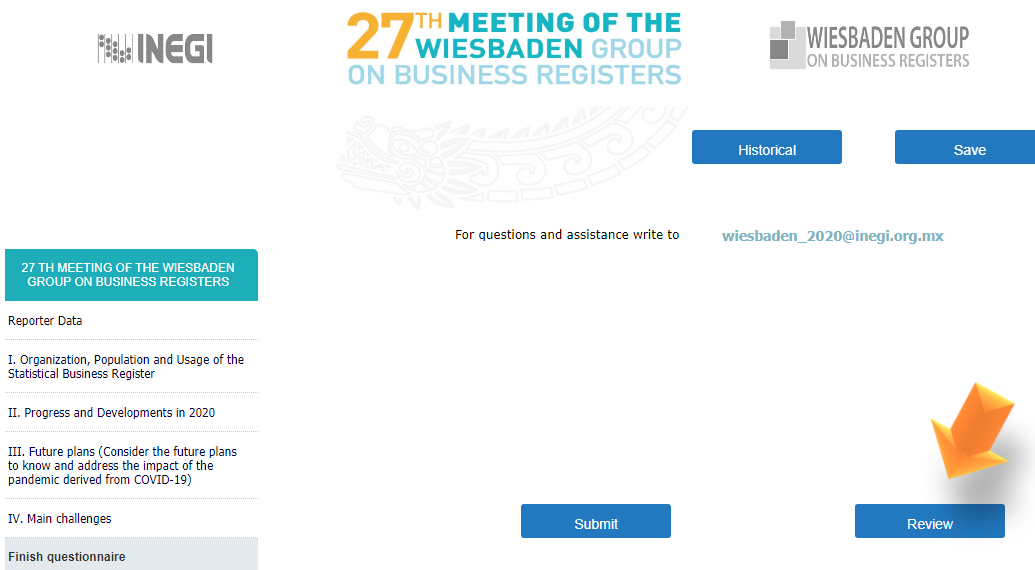 INEGI
27TH MEETING OF THE
WIESBADEN GROUP
ON BUSINESS REGISTERS
WIESBADEN GROUP
ON BUSINESS REGISTERS
Historical
Save
For questions and assistance write to
wiesbaden_2020@inegi.org.mx
27 TH MEETING OF THE WIESBADEN
GROUP ON BUSINESS REGISTERS
Reporter Data
I. Organization, Population and Usage of the
Statistical Business Register
II. Progress and Developments in 2020
III. Future plans (Consider the future plans
to know and address the impact of the
pandemic derived from COVID-19)
IV. Main challenges
Finish questionnaire
Submit
Review